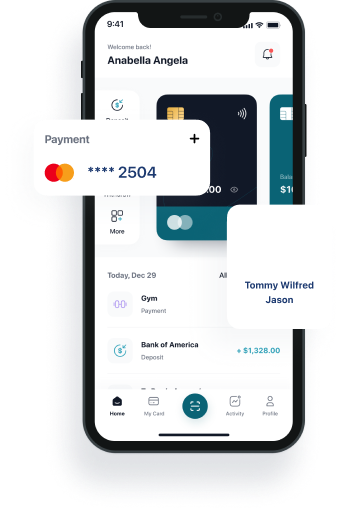 9:41
Welcome back!
Anabella Angela
Payment
+
**** 2504
.00
More
Today, Dec 29
All
Gym
Payment
Tommy Wilfred
Jason
Bank of America
Deposit
+ $1,328.00
Home
My Card
Activity
Profile